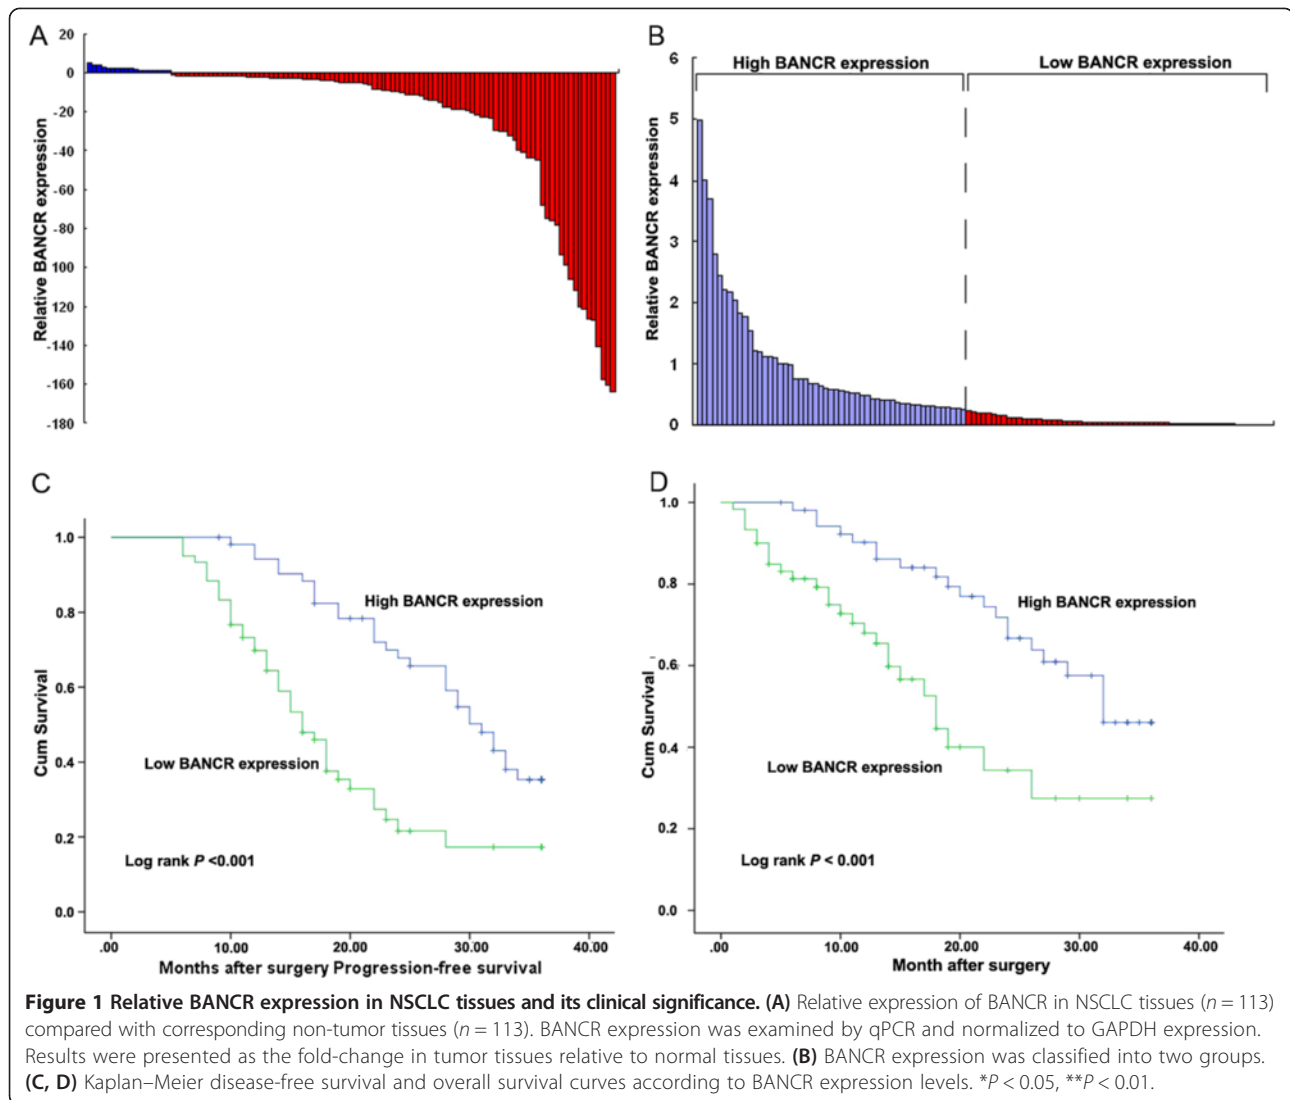 A
20
0
-20
-40
-60
-80
100
120
-140
-160
-180
Relative BANCR expression
B
High BANCR expression
Low BANCR expression
6
5
4
3
2
1
0
Relative BANCR expression
C
1.0
0.8
0.6
0.4
0.2
0.0
Cum Survival
High BANCR expression
Low BANCR expression
Log rank P <0.001
.00 10.00 20.00 30.00 40.00
Months after surgery Progression-free survival
D
1.0
0.8
0.6
0.4
0.2
0.0
Cum Survival
High BANCR expression
Low BANCR expression
Log rank P < 0.001
.00 10.00 20.00 30.00 40.00
Month after surgery
Figure 1 Relative BANCR expression in NSCLC tissues and its clinical significance. (A) Relative expression of BANCR in NSCLC tissues (n = 113)
compared with corresponding non-tumor tissues (n = 113). BANCR expression was examined by qPCR and normalized to GAPDH expression.
Results were presented as the fold-change in tumor tissues relative to normal tissues. (B) BANCR expression was classified into two groups.
(C, D) Kaplan–Meier disease-free survival and overall survival curves according to BANCR expression levels. *P < 0.05, **P < 0.01.